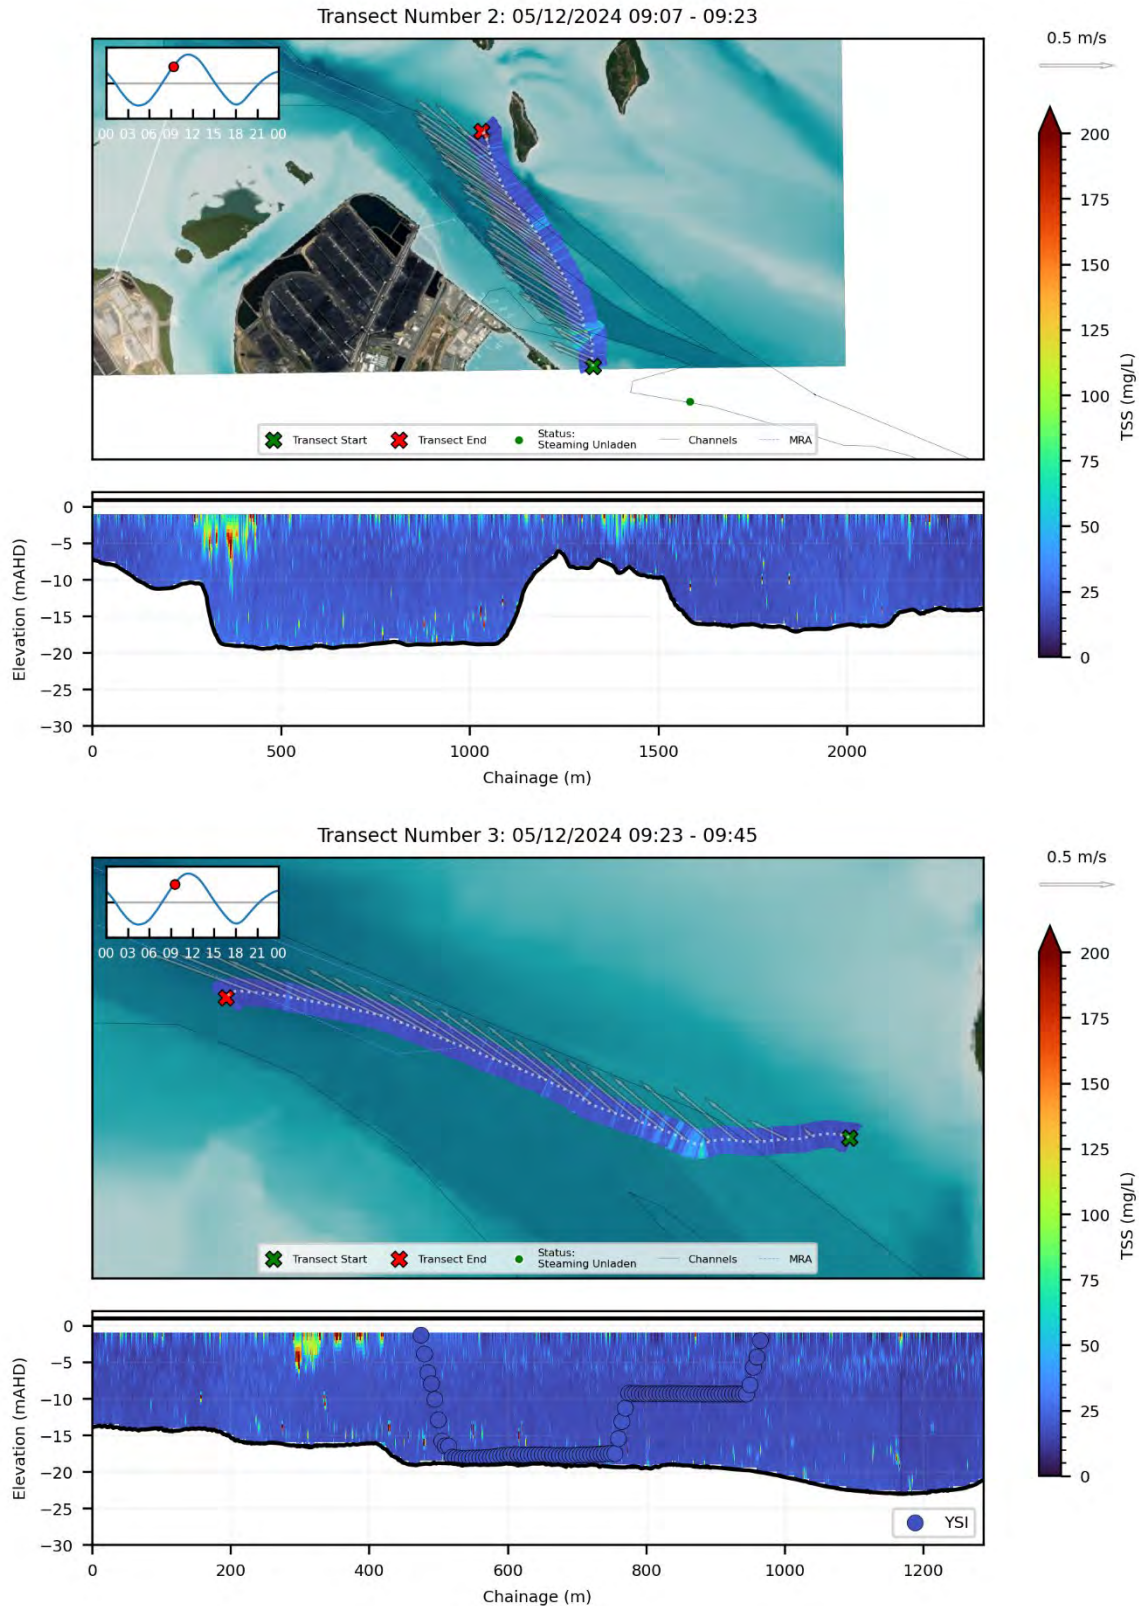 Transect Number 2: 05/12/2024 09:07 - 09:23
0.5 m/s
00 03 06 09 12 15 18 21 00
Transect Start
Transect End
Status:
Steaming Unladen
Channels
MRA
200
175
150
125
100
75
50
25
0
TSS (mg/L)
0
−5
−10
−15
−20
−25
−30
Elevation (mAHD)
0 500 1000 1500 2000
Chainage (m)
Transect Number 3: 05/12/2024 09:23 - 09:45
0.5 m/s
00 03 06 09 12 15 18 21 00
Transect Start
Transect End
Status:
Steaming Unladen
Channels
MRA
200
175
150
125
100
75
50
25
0
TSS (mg/L)
0
−5
−10
−15
−20
−25
−30
Elevation (mAHD)
YSI
0 200 400 600 800 1000 1200
Chainage (m)